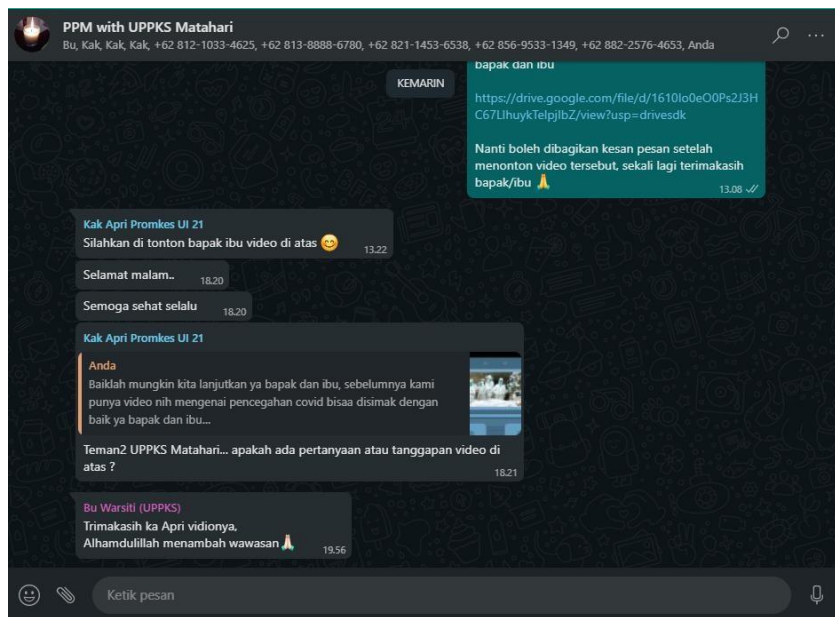 PPM with UPPKS Matahari
Bu, Kak, Kak, Kak, +62 812-1033-4625, +62 813-8888-6780, +62 821-1453-6538, +62 856-9533-1349, +62 882-2576-4653, Anda
bapak dan ibu
KEMARIN
https://drive.google.com/file/d/1610Io0eO0Ps2J3H
C67LIhuykTelpjIbZ/view?usp=drivesdk
Nanti boleh dibagikan kesan pesan setelah
menonton video tersebut, sekali lagi terimakasih
bapak/ibu 🙏
13.08
Kak Apri Promkes UI 21
Silahkan di tonton bapak ibu video di atas 😊
13.22
Selamat malam..
18.20
Semoga sehat selalu
18.20
Kak Apri Promkes UI 21
Anda
Baiklah mungkin kita lanjutkan ya bapak dan ibu, sebelumnya kami
punya video nih mengenai pencegahan covid bisaa disimak dengan
baik ya bapak dan ibu...
Teman2 UPPKS Matahari... apakah ada pertanyaan atau tanggapan video di
atas ?
18.21
Bu Warsiti (UPPKS)
Trimakasih ka Apri vidionya,
Alhamdulillah menambah wawasan 🙏🏻
19.56
Ketik pesan